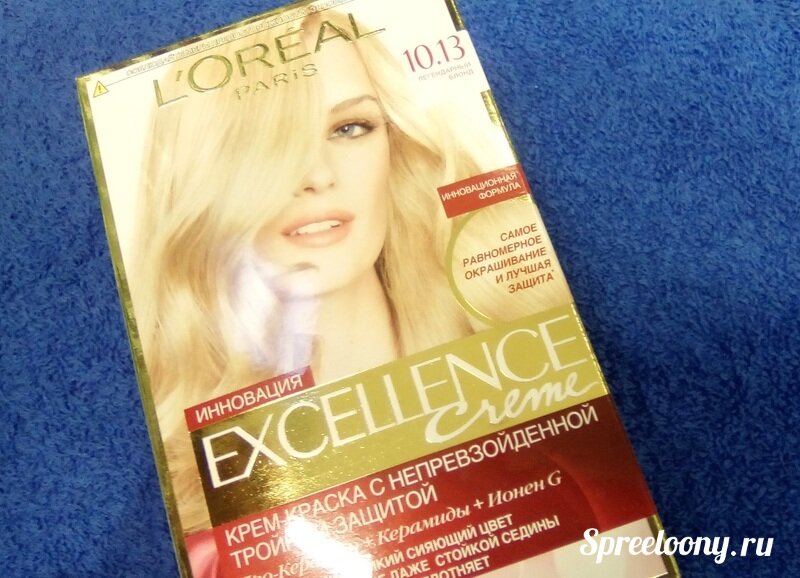 L'ORÉAL
PARIS
10.13
ЛЕГЕНДАРНЫЙ
БЛОНД
ИННОВАЦИОННАЯ
ФОРМУЛА
САМОЕ
РАВНОМЕРНОЕ
ОКРАШИВАНИЕ
И ЛУЧШАЯ
ЗАЩИТА*
ИННОВАЦИЯ
EXCELLENCE
Creme
КРЕМ-КРАСКА С НЕПРЕВЗОЙДЕННОЙ
ЗАЩИТОЙ
+ Керамиды + Ионен G
СИЯЮЩИЙ ЦВЕТ
ДАЖЕ СТОЙКОЙ СЕДИНЫ
Spreeloony.ru